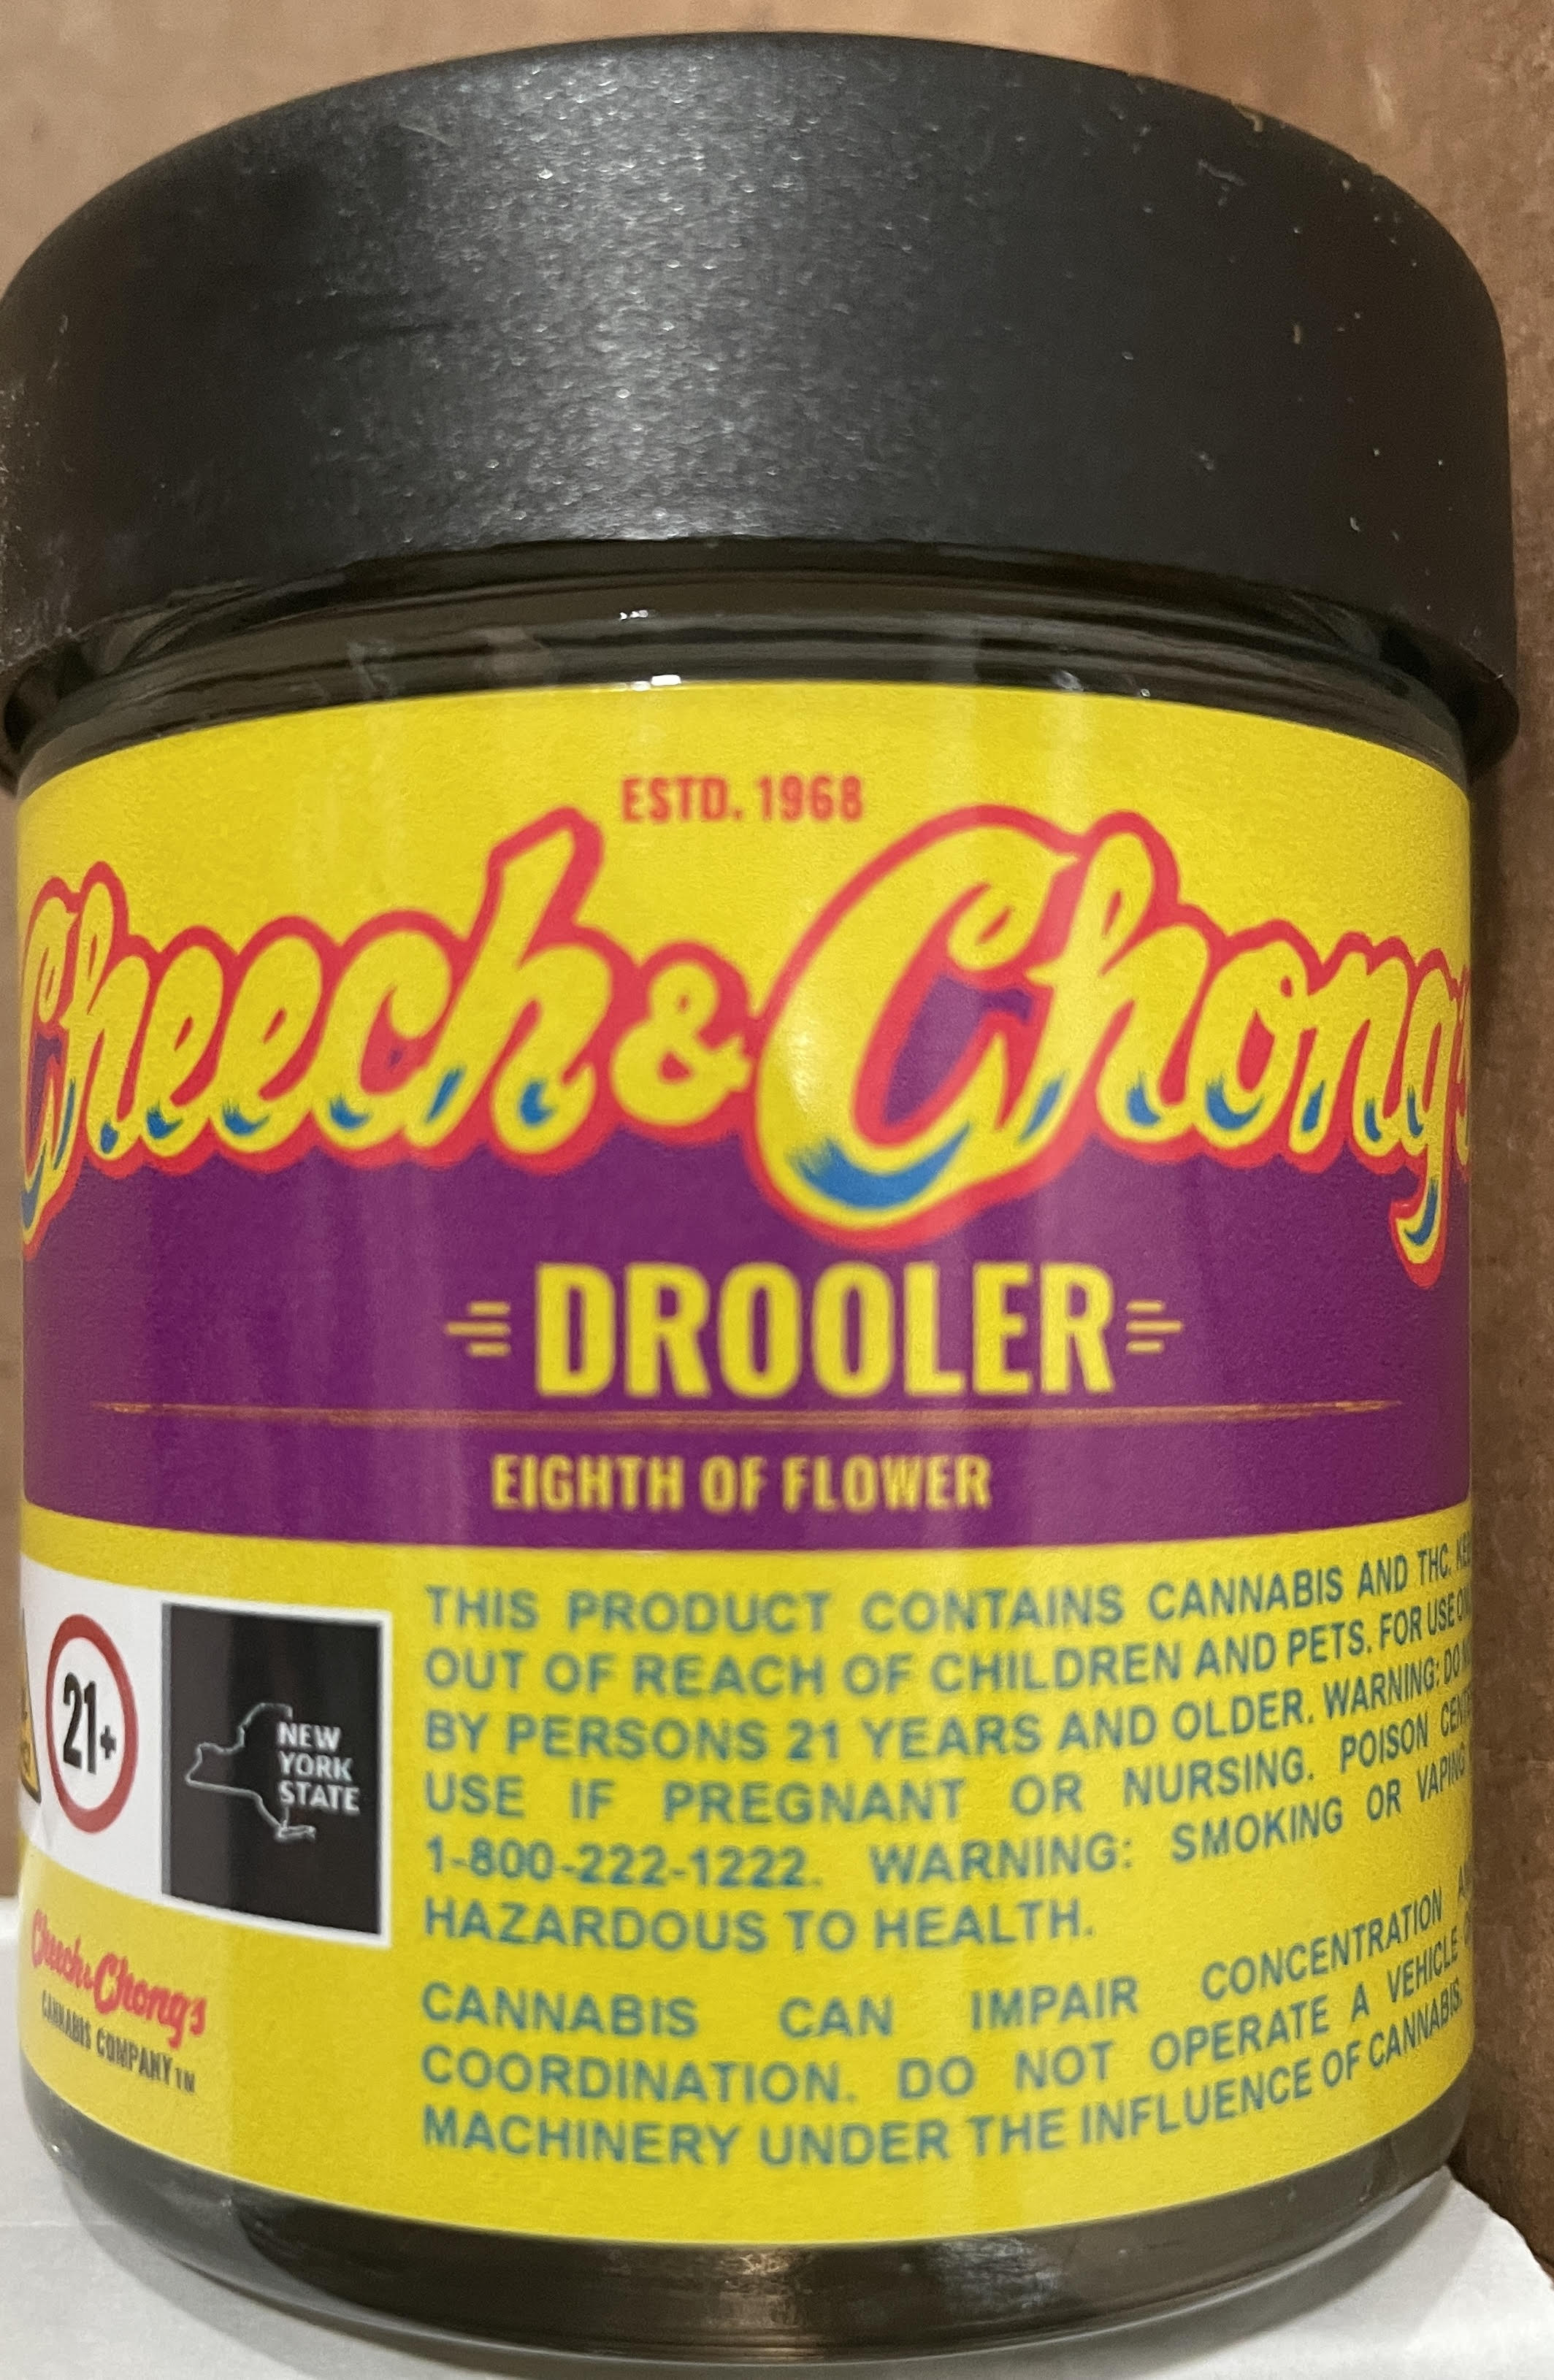 ESTD. 1968
Cheech & Chong's
DROOLER
EIGHTH OF FLOWER
21+
NEW
YORK
STATE
Cheech & Chong's
CANNABIS COMPANY TM
THIS PRODUCT CONTAINS CANNABIS AND THC.
OUT OF REACH OF CHILDREN AND PETS. FOR USE
BY PERSONS 21 YEARS AND OLDER. WARNING: DO
USE IF PREGNANT OR NURSING. POISON
1-800-222-1222. WARNING: SMOKING OR VAPING
HAZARDOUS TO HEALTH.
CANNABIS CAN IMPAIR CONCENTRATION
COORDINATION. DO NOT OPERATE A VEHICLE
MACHINERY UNDER THE INFLUENCE OF CANNABIS.